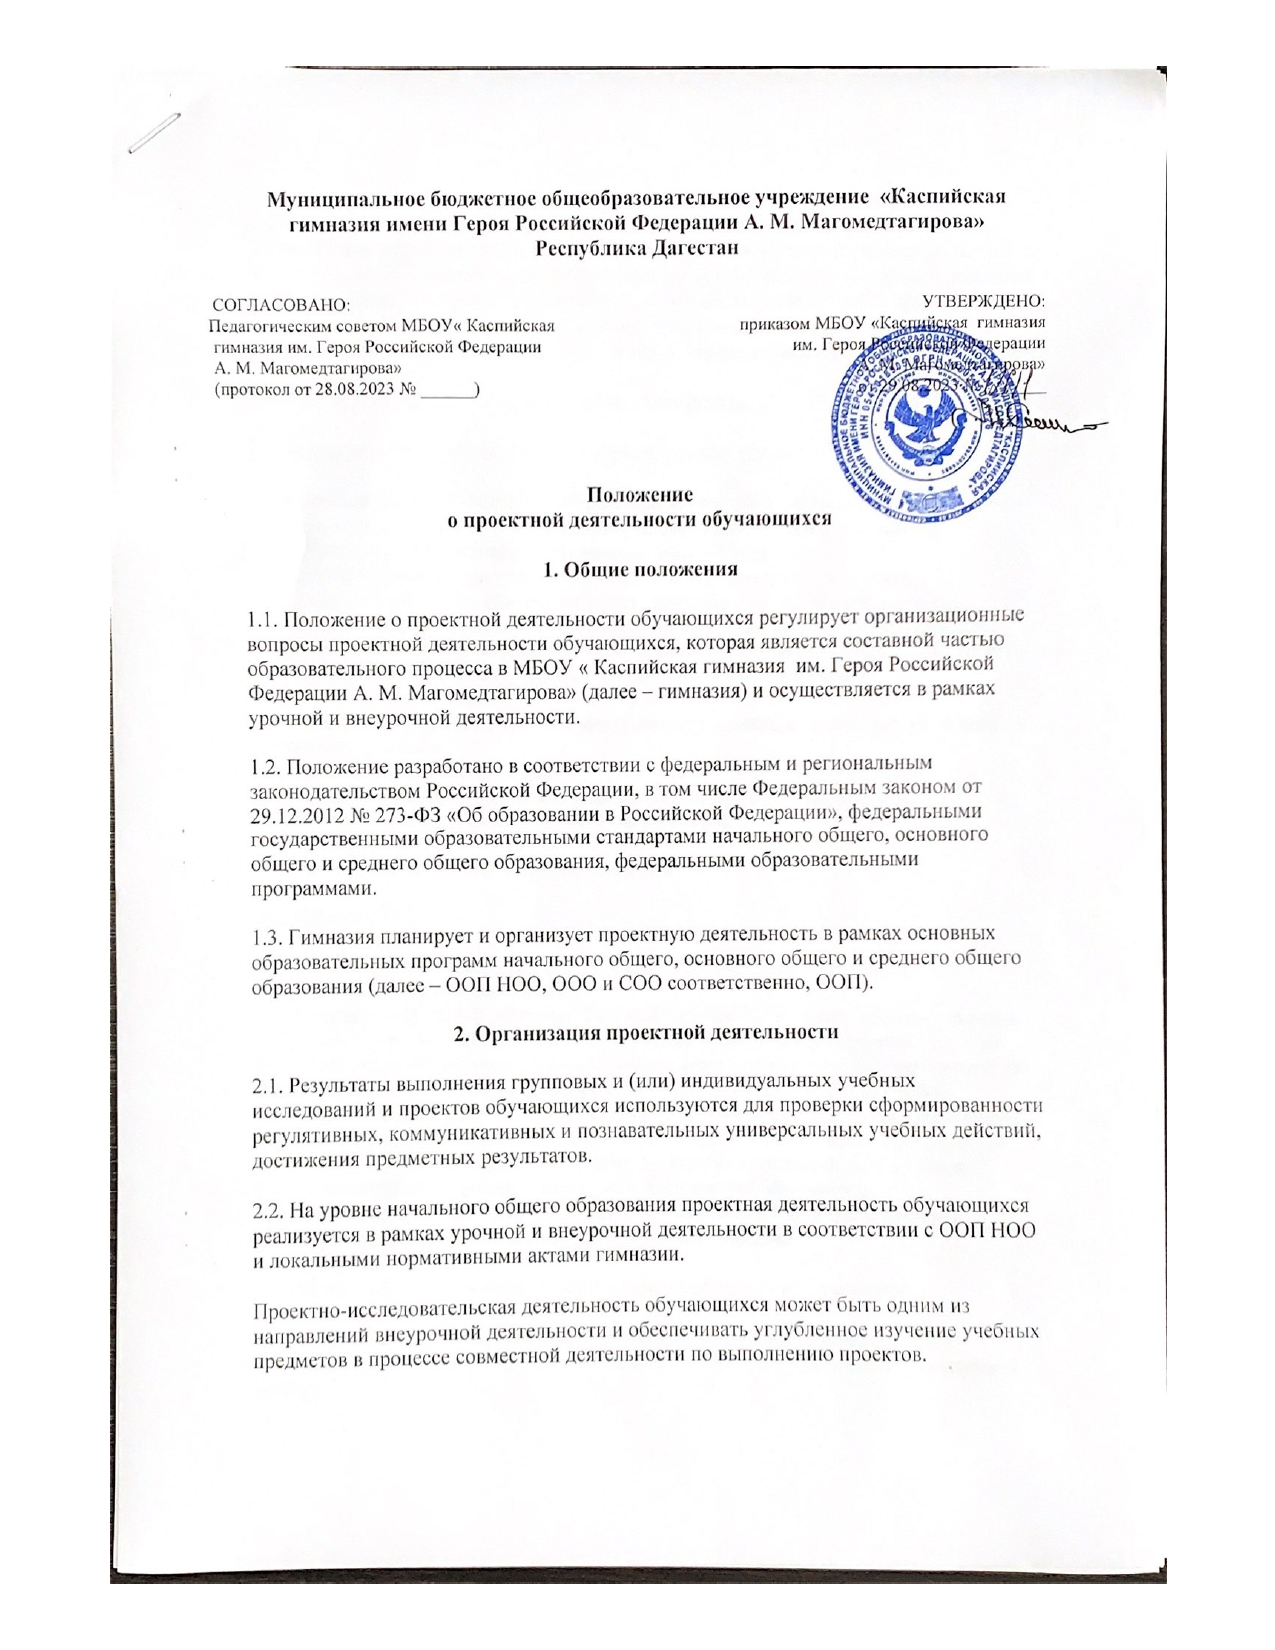 Муниципальное бюджетное общеобразовательное учреждение «Каспийская
гимназия имени Героя Российской Федерации А. М. Магомедтагирова»
Республика Дагестан
СОГЛАСОВАНО:
Педагогическим советом МБОУ« Каспийская
гимназия им. Героя Российской Федерации
А. М. Магомедтагирова»
(протокол от 28.08.2023 № ______)
УТВЕРЖДЕНО:
приказом МБОУ «Каспийская гимназия
им. Героя Российской Федерации
М. Магомедтагирова»
29.08.2023 №
Положение
о проектной деятельности обучающихся
1. Общие положения
1.1. Положение о проектной деятельности обучающихся регулирует организационные
вопросы проектной деятельности обучающихся, которая является составной частью
образовательного процесса в МБОУ « Каспийская гимназия им. Героя Российской
Федерации А. М. Магомедтагирова» (далее – гимназия) и осуществляется в рамках
урочной и внеурочной деятельности.
1.2. Положение разработано в соответствии с федеральным и региональным
законодательством Российской Федерации, в том числе Федеральным законом от
29.12.2012 № 273-ФЗ «Об образовании в Российской Федерации», федеральными
государственными образовательными стандартами начального общего, основного
общего и среднего общего образования, федеральными образовательными
программами.
1.3. Гимназия планирует и организует проектную деятельность в рамках основных
образовательных программ начального общего, основного общего и среднего общего
образования (далее – ООП НОО, ООО и СОО соответственно, ООП).
2. Организация проектной деятельности
2.1. Результаты выполнения групповых и (или) индивидуальных учебных
исследований и проектов обучающихся используются для проверки сформированности
регулятивных, коммуникативных и познавательных универсальных учебных действий,
достижения предметных результатов.
2.2. На уровне начального общего образования проектная деятельность обучающихся
реализуется в рамках урочной и внеурочной деятельности в соответствии с ООП НОО
и локальными нормативными актами гимназии.
Проектно-исследовательская деятельность обучающихся может быть одним из
направлений внеурочной деятельности и обеспечивать углубленное изучение учебных
предметов в процессе совместной деятельности по выполнению проектов.